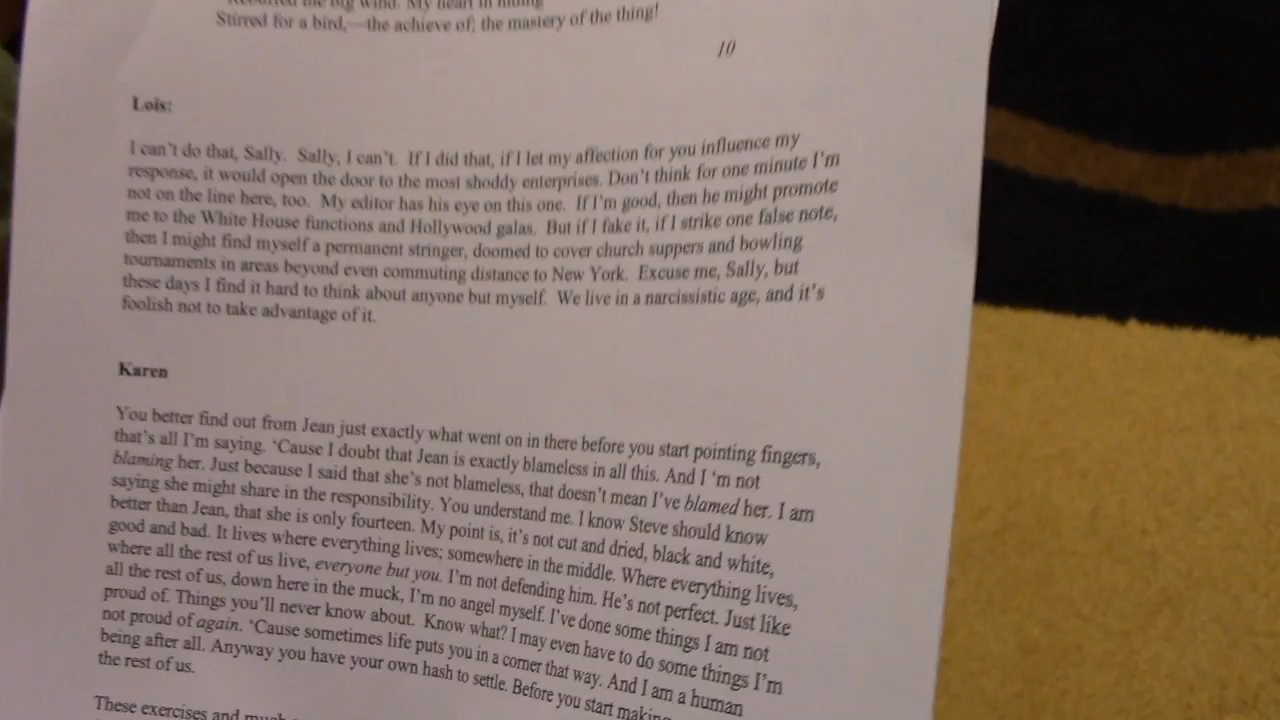 the big wind. My heart in hiding
Stirred for a bird,—the achieve of; the mastery of the thing!
10
Lois:
I can't do that, Sally. Sally, I can't. If I did that, if I let my affection for you influence my
response, it would open the door to the most shoddy enterprises. Don't think for one minute I'm
not on the line here, too. My editor has his eye on this one. If I'm good, then he might promote
me to the White House functions and Hollywood galas. But if I fake it, if I strike one false note,
then I might find myself a permanent stringer, doomed to cover church suppers and bowling
tournaments in areas beyond even commuting distance to New York. Excuse me, Sally, but
these days I find it hard to think about anyone but myself. We live in a narcissistic age, and it's
foolish not to take advantage of it.
Karen
You better find out from Jean just exactly what went on in there before you start pointing fingers,
that's all I'm saying. 'Cause I doubt that Jean is exactly blameless in all this. And I 'm not
blaming her. Just because I said that she's not blameless, that doesn't mean I've blamed her. I am
saying she might share in the responsibility. You understand me. I know Steve should know
better than Jean, that she is only fourteen. My point is, it's not cut and dried, black and white,
good and bad. It lives where everything lives; somewhere in the middle. Where everything lives,
where all the rest of us live, everyone but you. I'm not defending him. He's not perfect. Just like
all the rest of us, down here in the muck, I'm no angel myself. I've done some things I am not
proud of. Things you'll never know about. Know what? I may even have to do some things I'm
not proud of again. 'Cause sometimes life puts you in a corner that way. And I am a human
being after all. Anyway you have your own hash to settle. Before you start making
the rest of us.
These exercises and